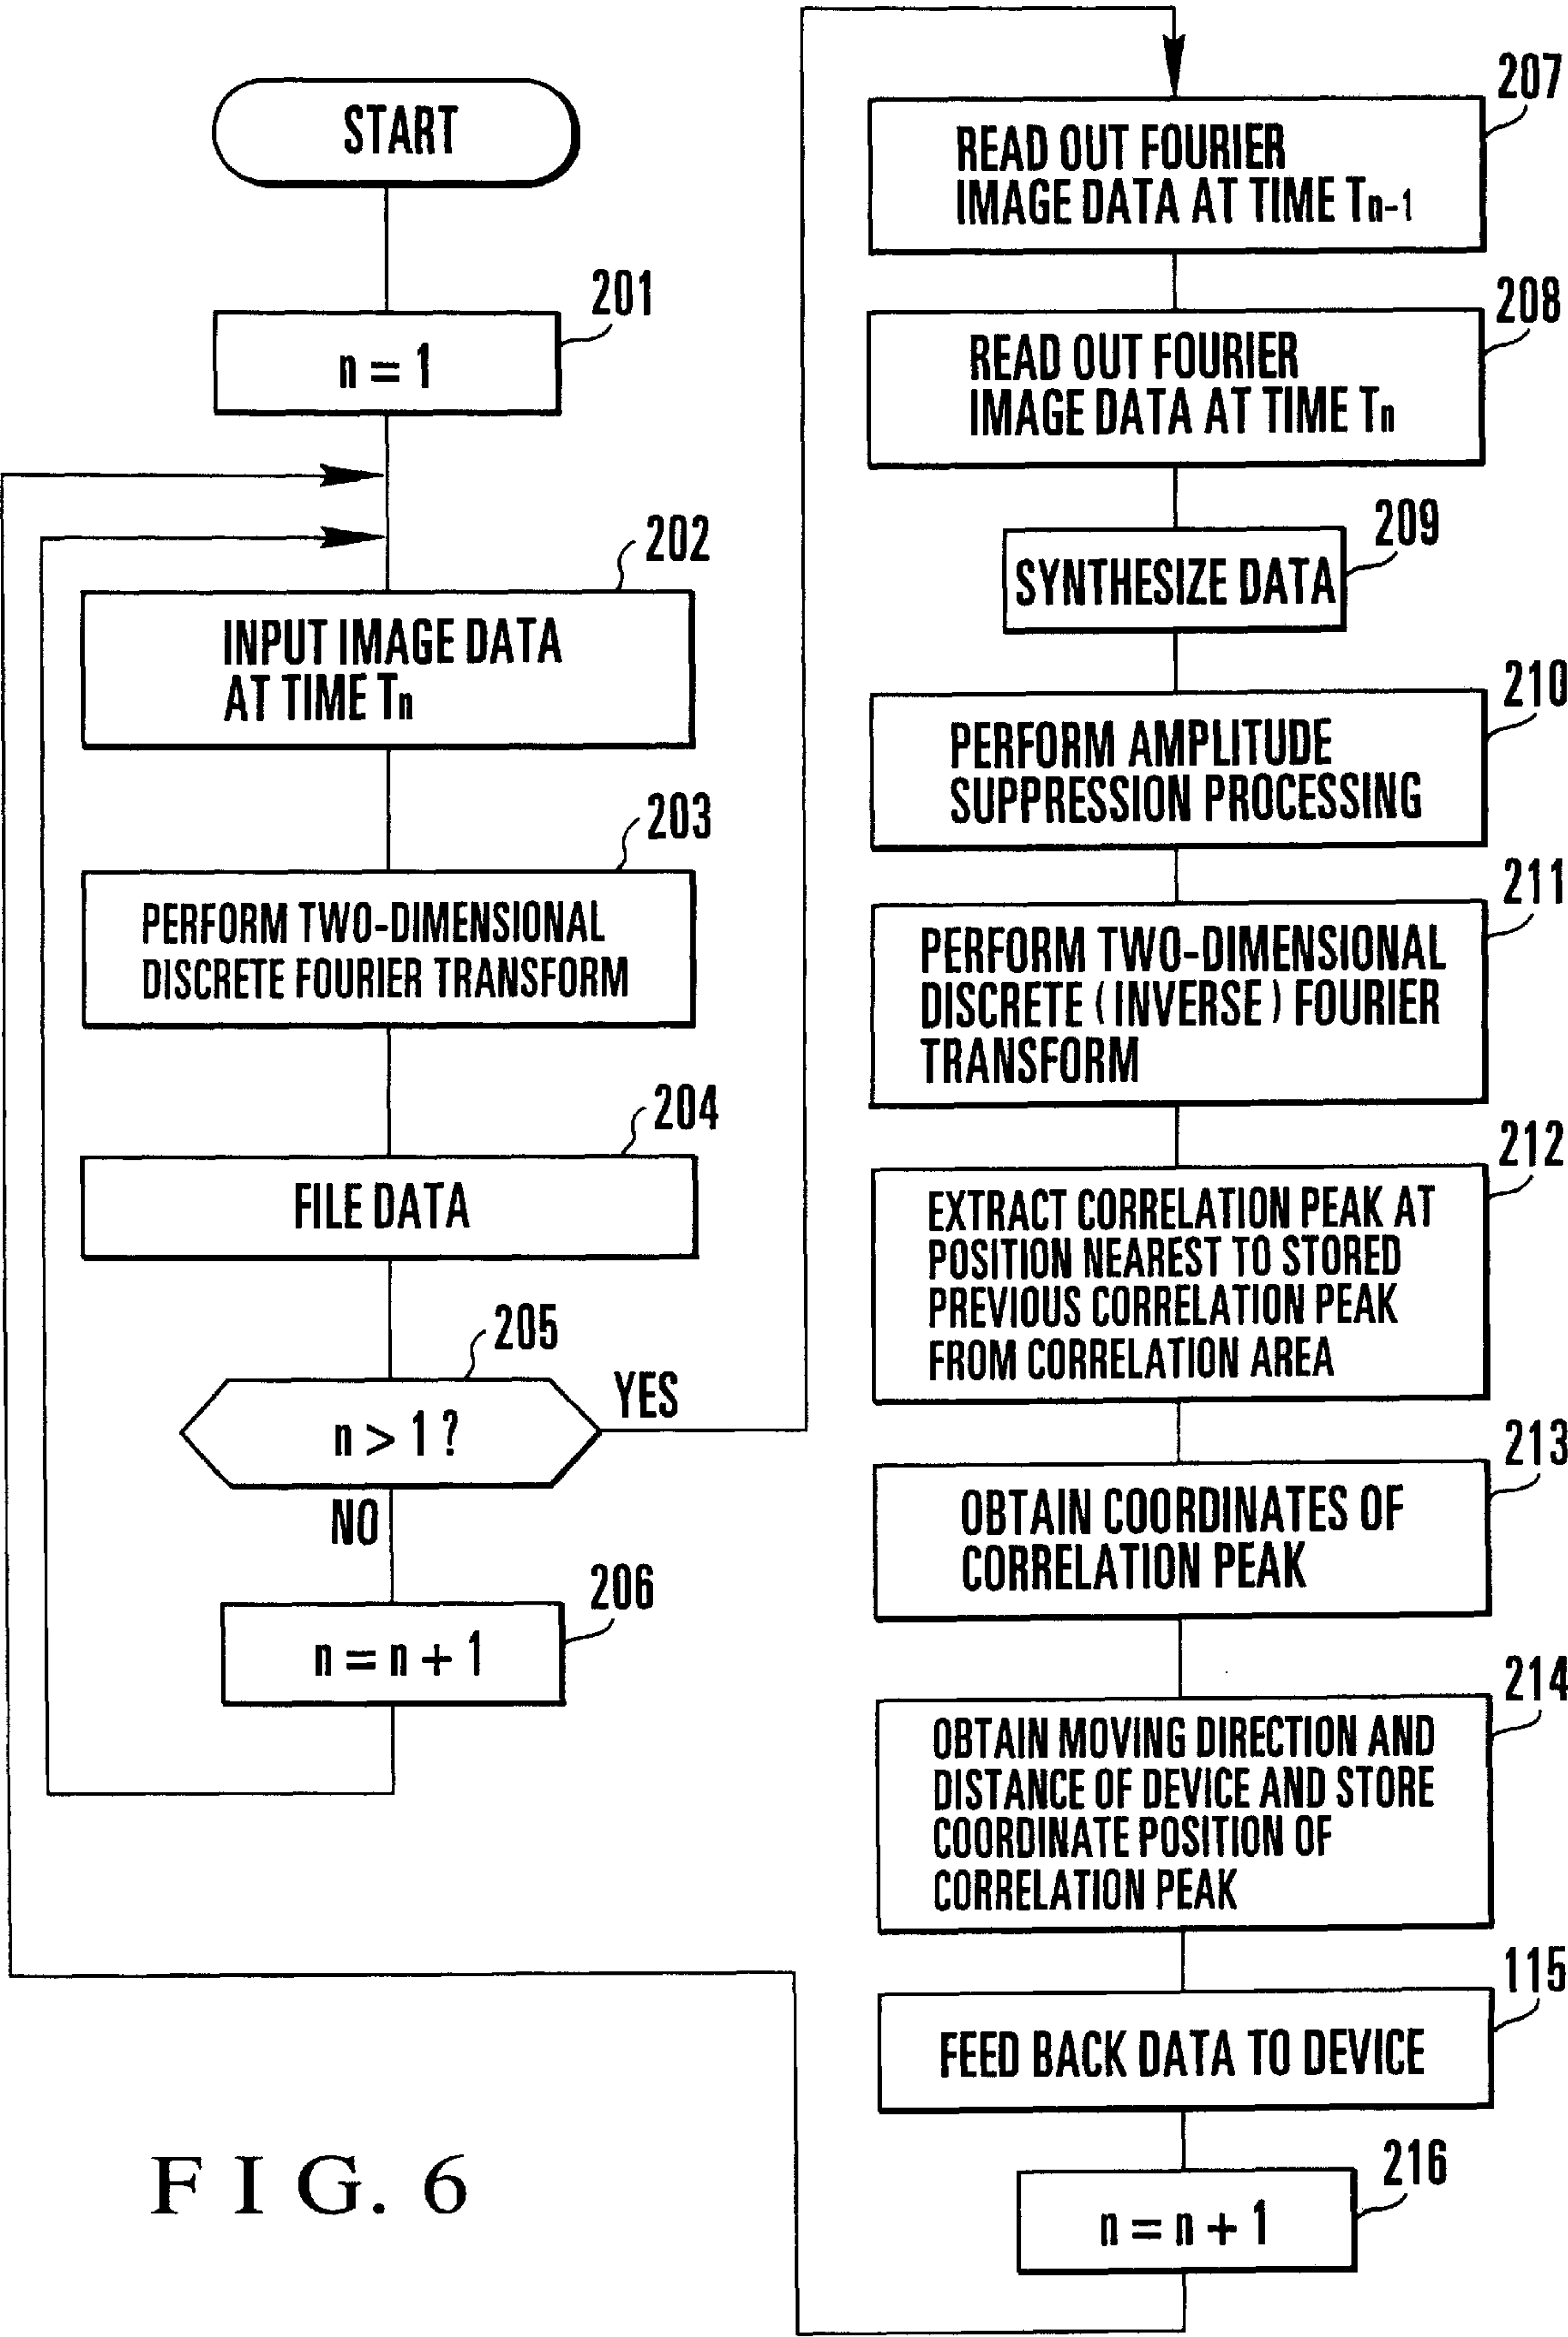 START
201
n = 1
202
INPUT IMAGE DATA
AT TIME Tn
203
PERFORM TWO-DIMENSIONAL
DISCRETE FOURIER TRANSFORM
204
FILE DATA
205
n > 1 ?
YES
NO
206
n = n + 1
207
READ OUT FOURIER
IMAGE DATA AT TIME Tn-1
208
READ OUT FOURIER
IMAGE DATA AT TIME Tn
209
SYNTHESIZE DATA
210
PERFORM AMPLITUDE
SUPPRESSION PROCESSING
211
PERFORM TWO-DIMENSIONAL
DISCRETE (INVERSE) FOURIER
TRANSFORM
212
EXTRACT CORRELATION PEAK AT
POSITION NEAREST TO STORED
PREVIOUS CORRELATION PEAK
FROM CORRELATION AREA
213
OBTAIN COORDINATES OF
CORRELATION PEAK
214
OBTAIN MOVING DIRECTION AND
DISTANCE OF DEVICE AND STORE
COORDINATE POSITION OF
CORRELATION PEAK
115
FEED BACK DATA TO DEVICE
216
n = n + 1
FIG. 6